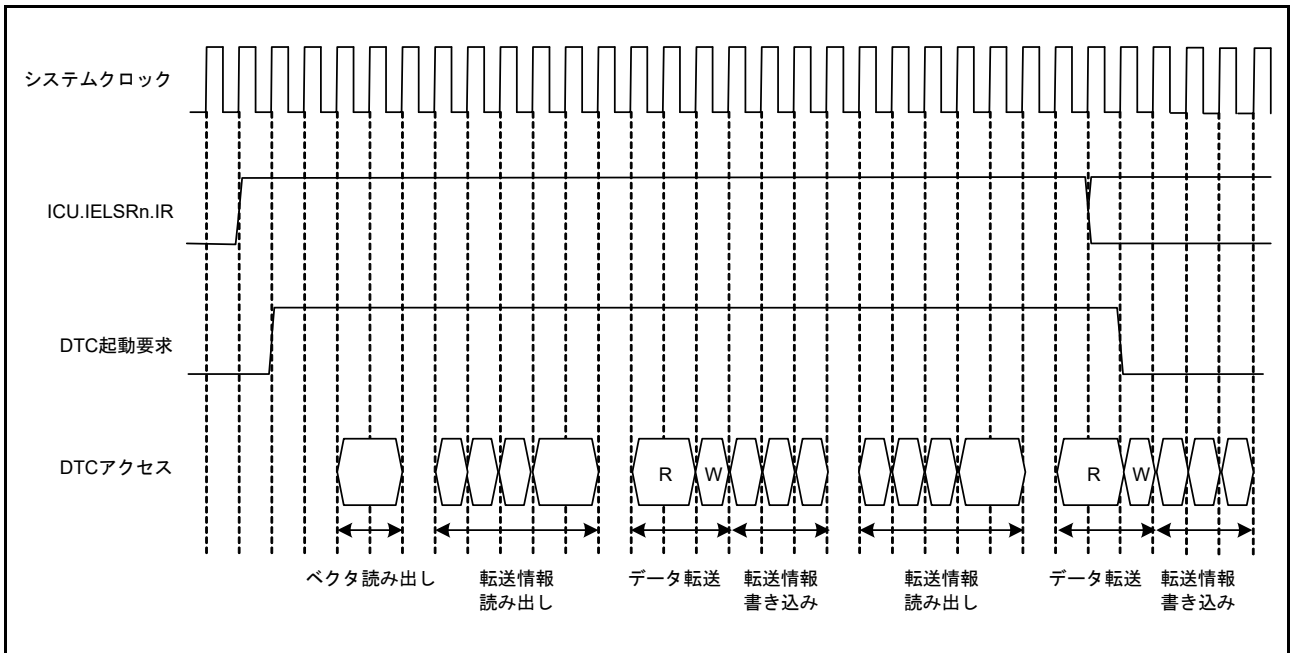 システムクロック
ICU.IELSRn.IR
DTC起動要求
DTCアクセス
R
W
R
W
ベクタ読み出し
転送情報
読み出し
データ転送
転送情報
書き込み
転送情報
読み出し
データ転送
転送情報
書き込み